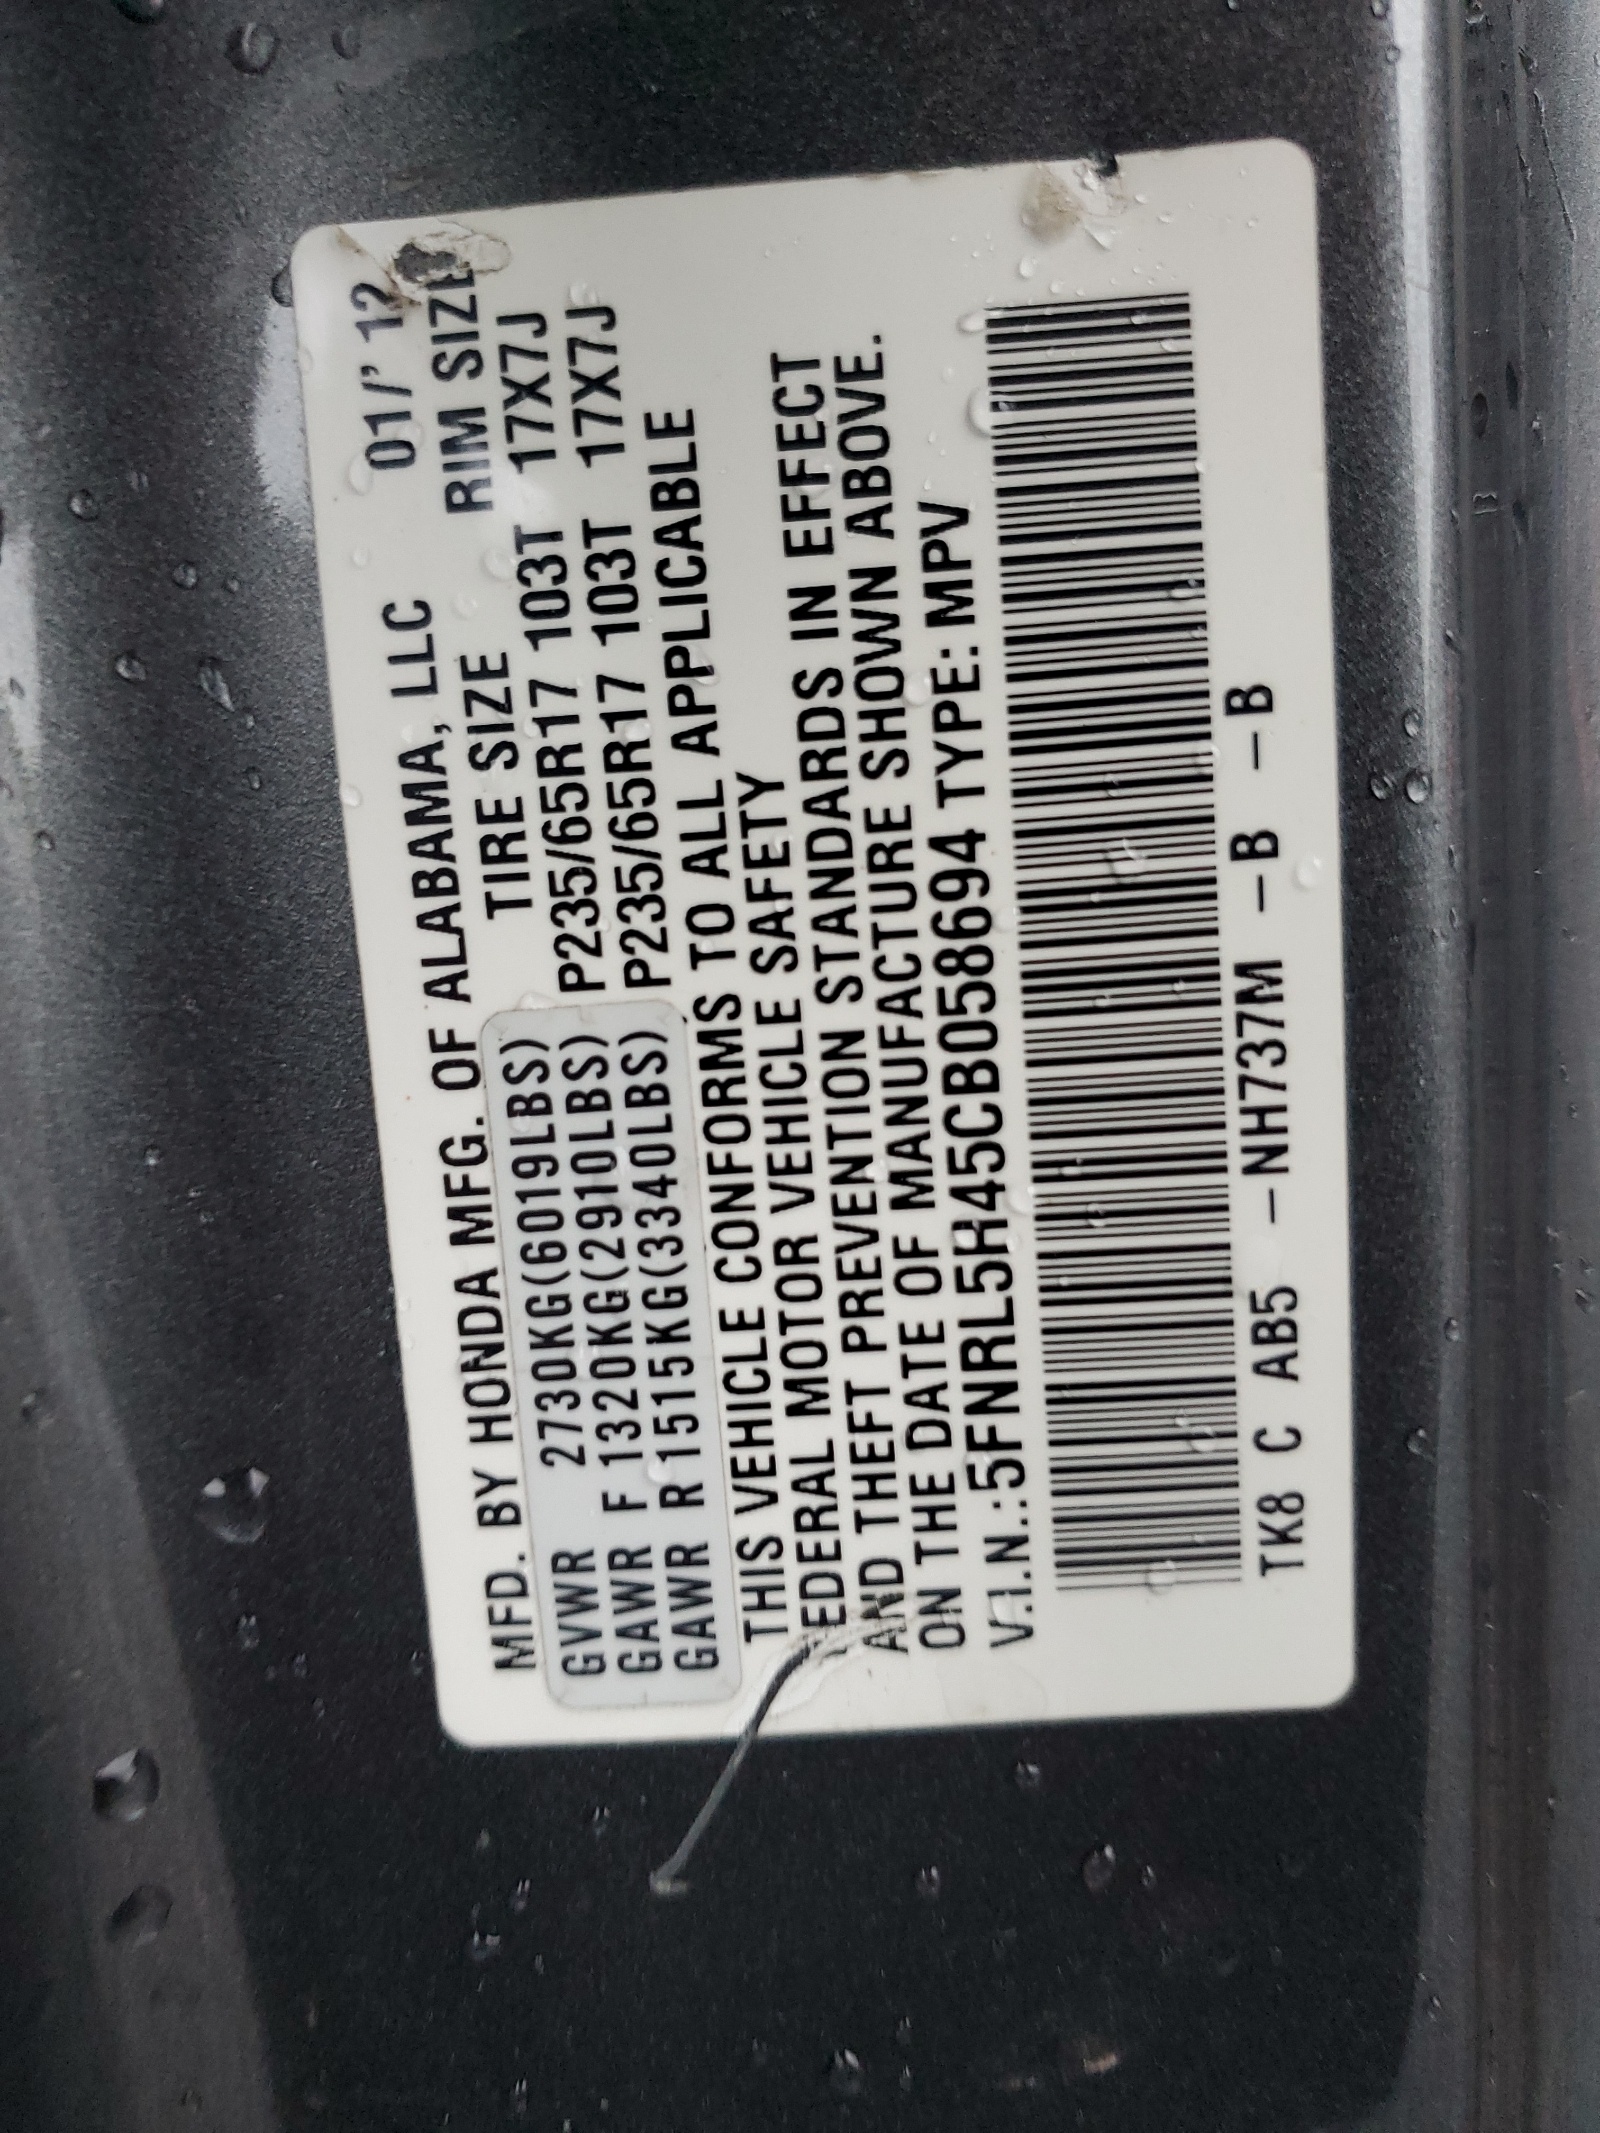 MFD. BY HONDA MFG. OF ALABAMA, LLC 01/' 12
TIRE SIZE RIM SIZE
GVWR 2730KG(6019LBS)
GAWR F 1320KG(2910LBS) P235/65R17 103T 17X7J
GAWR R 1515KG(3340LBS) P235/65R17 103T 17X7J
THIS VEHICLE CONFORMS TO ALL APPLICABLE
FEDERAL MOTOR VEHICLE SAFETY
AND THEFT PREVENTION STANDARDS IN EFFECT
ON THE DATE OF MANUFACTURE SHOWN ABOVE.
V.I.N.:5FNRL5H45CB058694 TYPE: MPV
TK8 C AB5 –NH737M –B –B